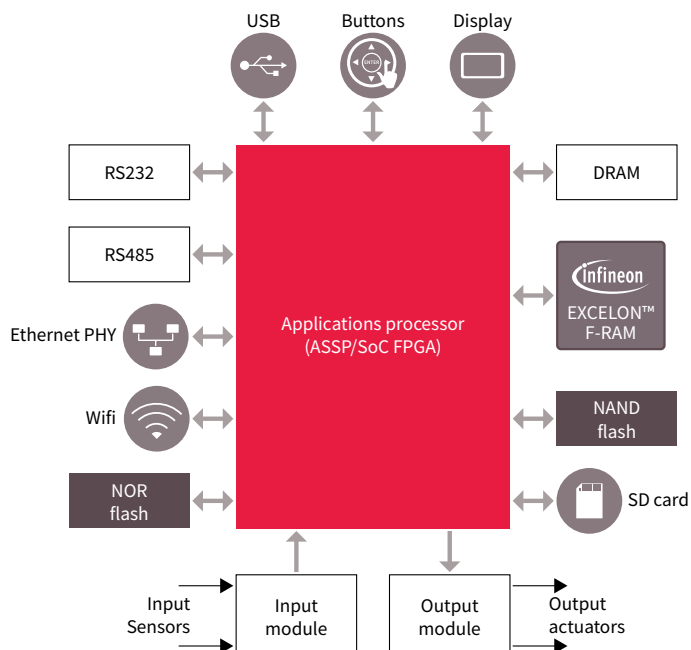 USB
Buttons
Display
ENTER
RS232
DRAM
RS485
infineon
EXCELON™
F-RAM
Ethernet PHY
Applications processor
(ASSP/SoC FPGA)
Wifi
NAND
flash
NOR
flash
SD card
Input
Sensors
Input
module
Output
module
Output
actuators